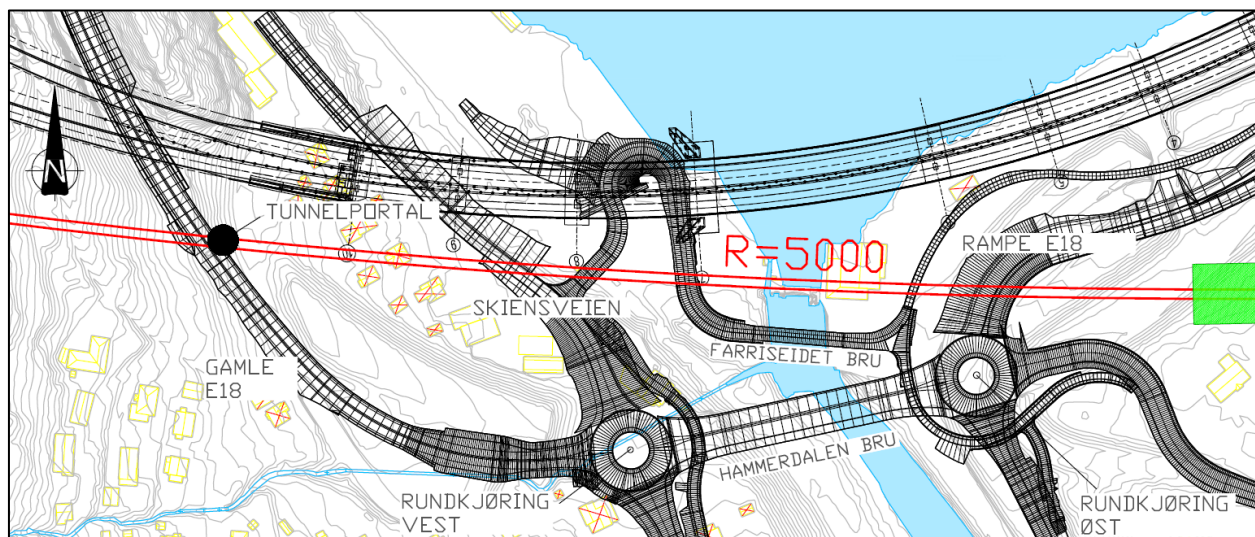 N
TUNNELPORTAL
R=5000
RAMPE E18
SKIENSVEIEN
FARRISEIDET BRU
GAMLE
E18
HAMMERDALEN BRU
RUNDKJØRING
VEST
RUNDKJØRING
ØST